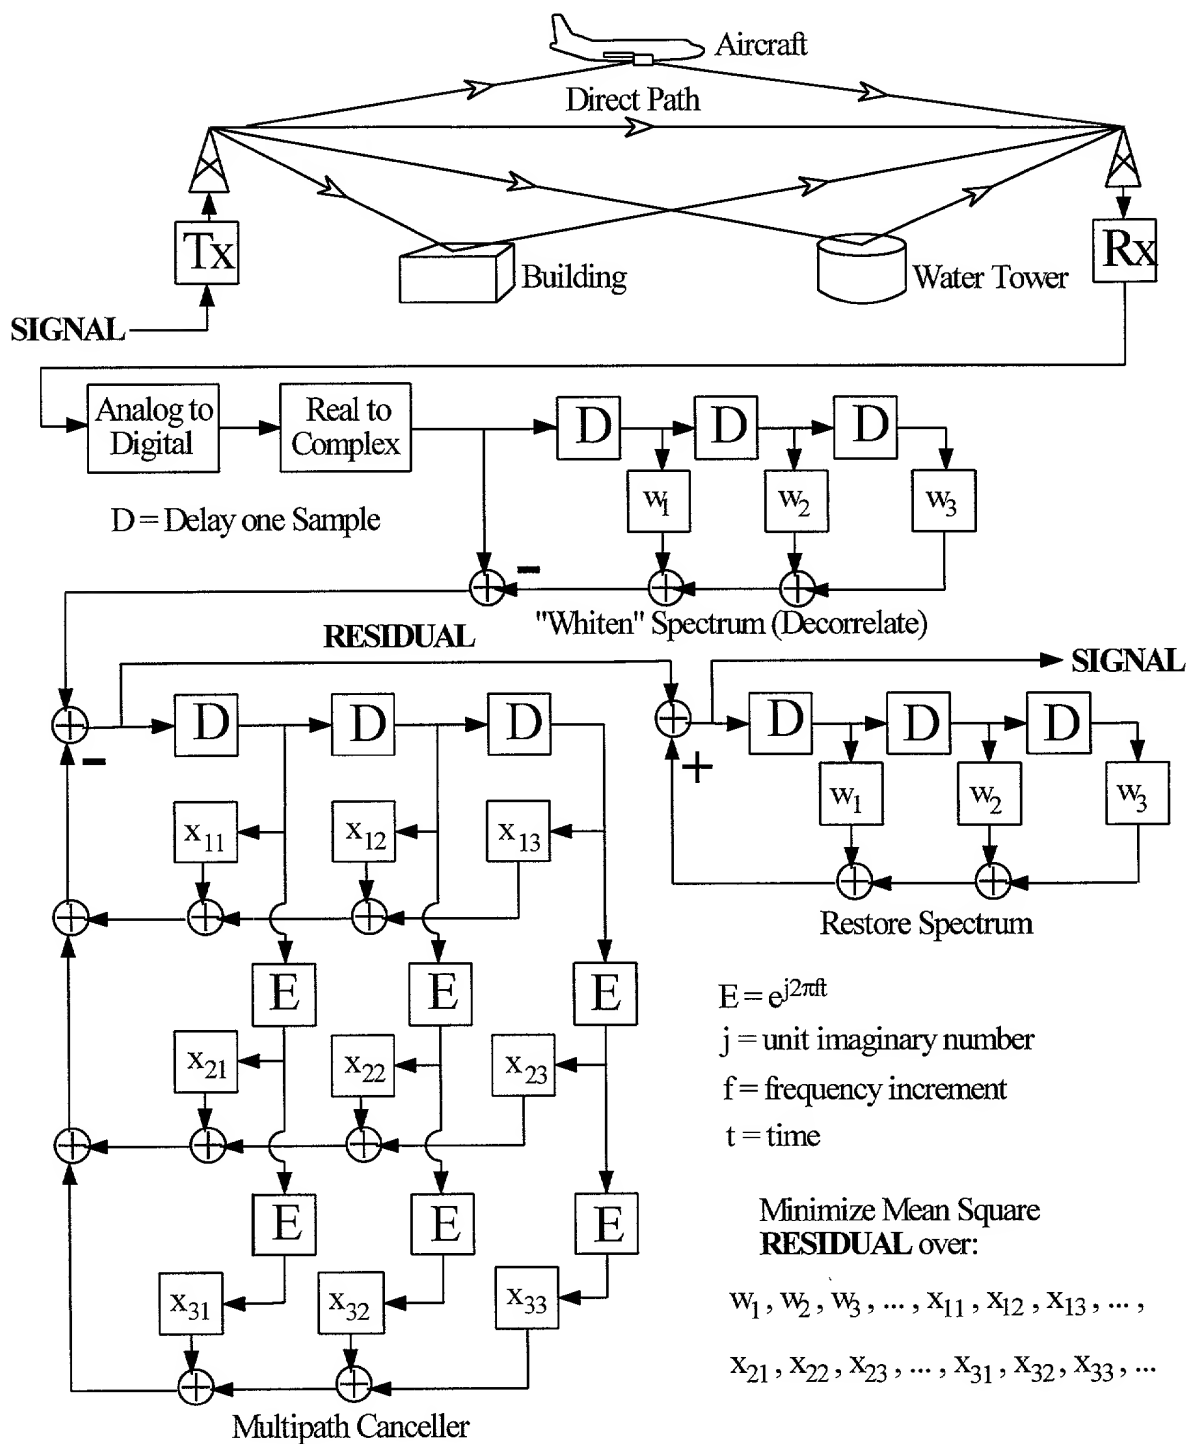 Aircraft
Direct Path
Tx
Rx
Building
Water Tower
SIGNAL
Analog to
Digital
Real to
Complex
D
D
D
w₁
w₂
w₃
D = Delay one Sample
-
"Whiten" Spectrum (Decorrelate)
RESIDUAL
SIGNAL
D
D
D
D
D
D
-
+
w₁
w₂
w₃
x₁₁
x₁₂
x₁₃
Restore Spectrum
E
E
E
E = e^{j2πft}
j = unit imaginary number
x₂₁
x₂₂
x₂₃
f = frequency increment
t = time
E
E
E
Minimize Mean Square
RESIDUAL over:
x₃₁
x₃₂
x₃₃
w₁, w₂, w₃, ..., x₁₁, x₁₂, x₁₃, ...,
x₂₁, x₂₂, x₂₃, ..., x₃₁, x₃₂, x₃₃, ...
Multipath Canceller